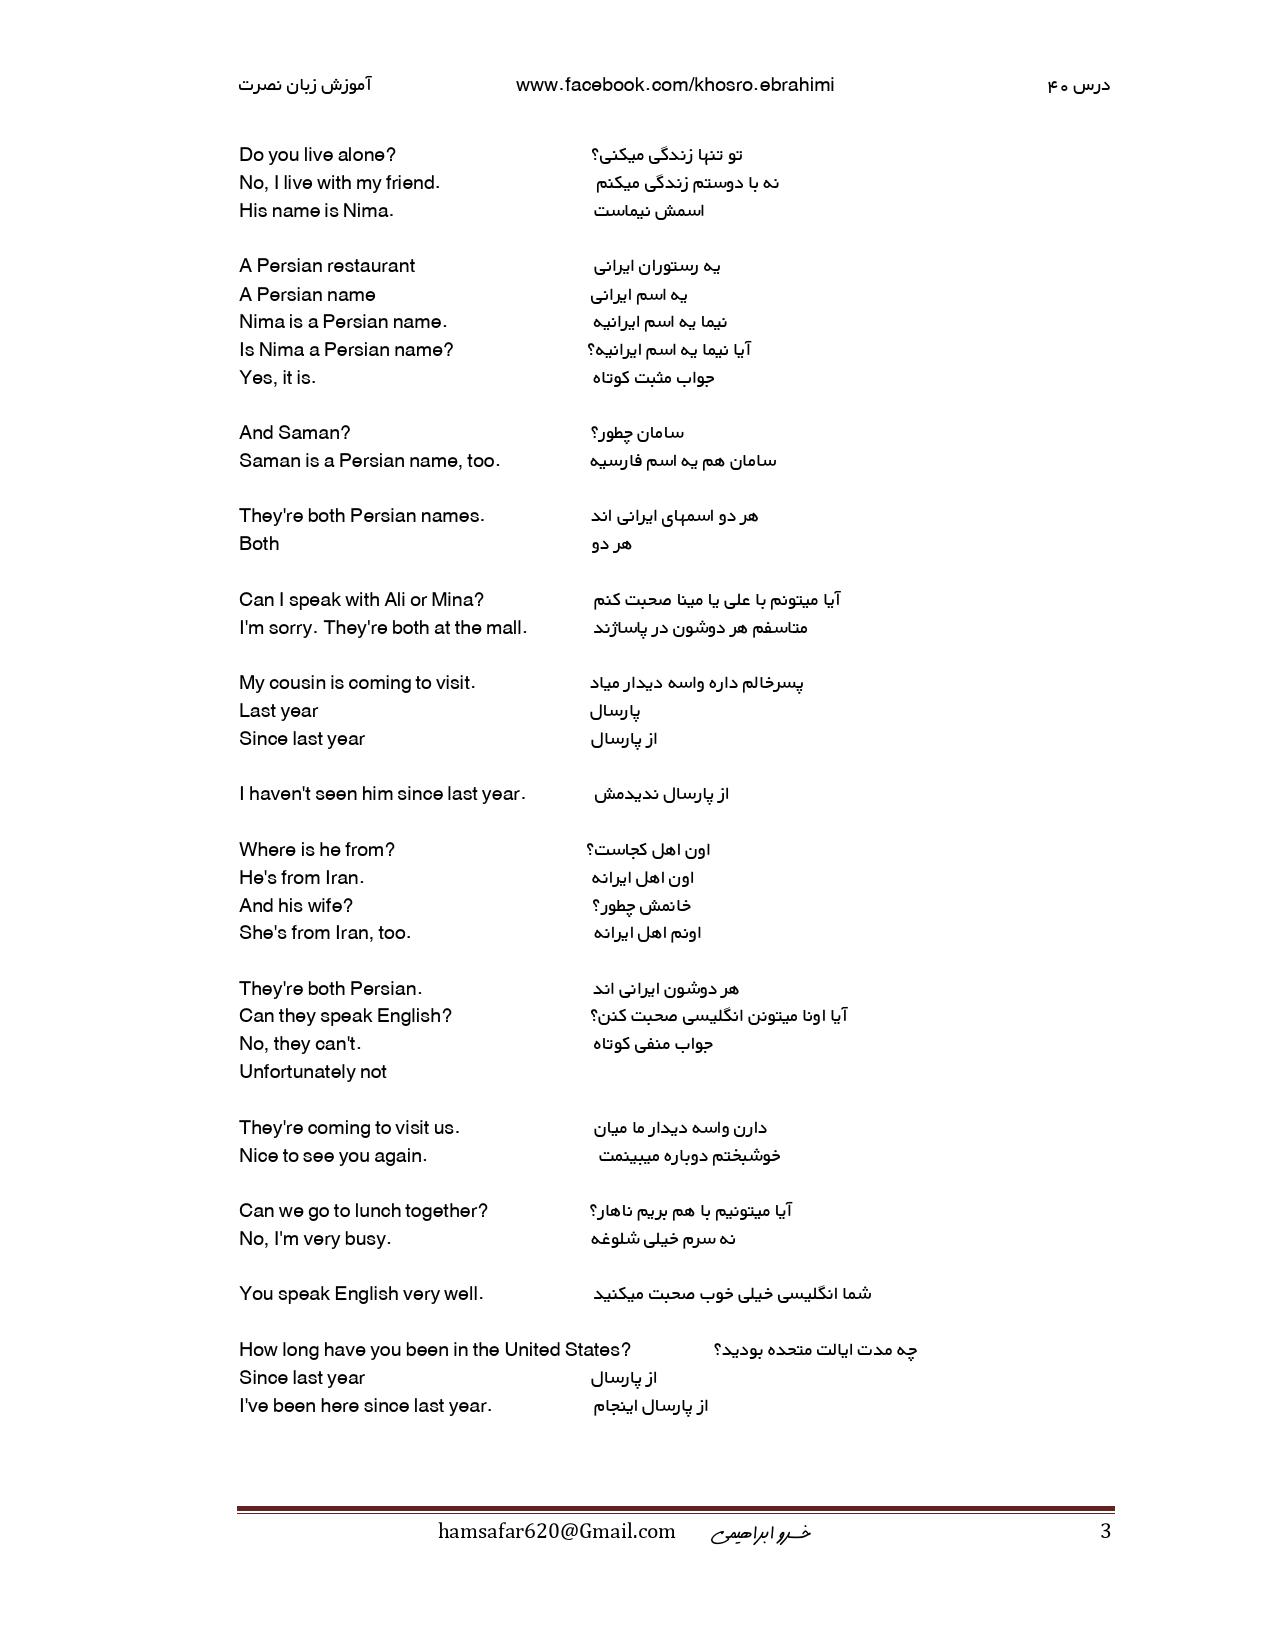 آموزش زبان نصرت www.facebook.com/khosro.ebrahimi درس ۴۰
Do you live alone? تو تنها زندگی میکنی؟
No, I live with my friend. نه با دوستم زندگی میکنم
His name is Nima. اسمش نیماست
A Persian restaurant یه رستوران ایرانی
A Persian name یه اسم ایرانی
Nima is a Persian name. نیما یه اسم ایرانیه
Is Nima a Persian name? آیا نیما یه اسم ایرانیه؟
Yes, it is. جواب مثبت کوتاه
And Saman? سامان چطور؟
Saman is a Persian name, too. سامان هم یه اسم فارسیه
They're both Persian names. هر دو اسمهای ایرانی اند
Both هر دو
Can I speak with Ali or Mina? آیا میتونم با علی یا مینا صحبت کنم
I'm sorry. They're both at the mall. متاسفم هر دوشون در پاساژند
My cousin is coming to visit. پسرخالم داره واسه دیدار میاد
Last year پارسال
Since last year از پارسال
I haven't seen him since last year. از پارسال ندیدمش
Where is he from? اون اهل کجاست؟
He's from Iran. اون اهل ایرانه
And his wife? خانمش چطور؟
She's from Iran, too. اونم اهل ایرانه
They're both Persian. هر دوشون ایرانی اند
Can they speak English? آیا اونا میتونن انگلیسی صحبت کنن؟
No, they can't. جواب منفی کوتاه
Unfortunately not
They're coming to visit us. دارن واسه دیدار ما میان
Nice to see you again. خوشبختم دوباره میبینمت
Can we go to lunch together? آیا میتونیم با هم بریم ناهار؟
No, I'm very busy. نه سرم خیلی شلوغه
You speak English very well. شما انگلیسی خیلی خوب صحبت میکنید
How long have you been in the United States? چه مدت ایالت متحده بودید؟
Since last year از پارسال
I've been here since last year. از پارسال اینجام
hamsafar620@Gmail.com خسرو ابراهیمی 3